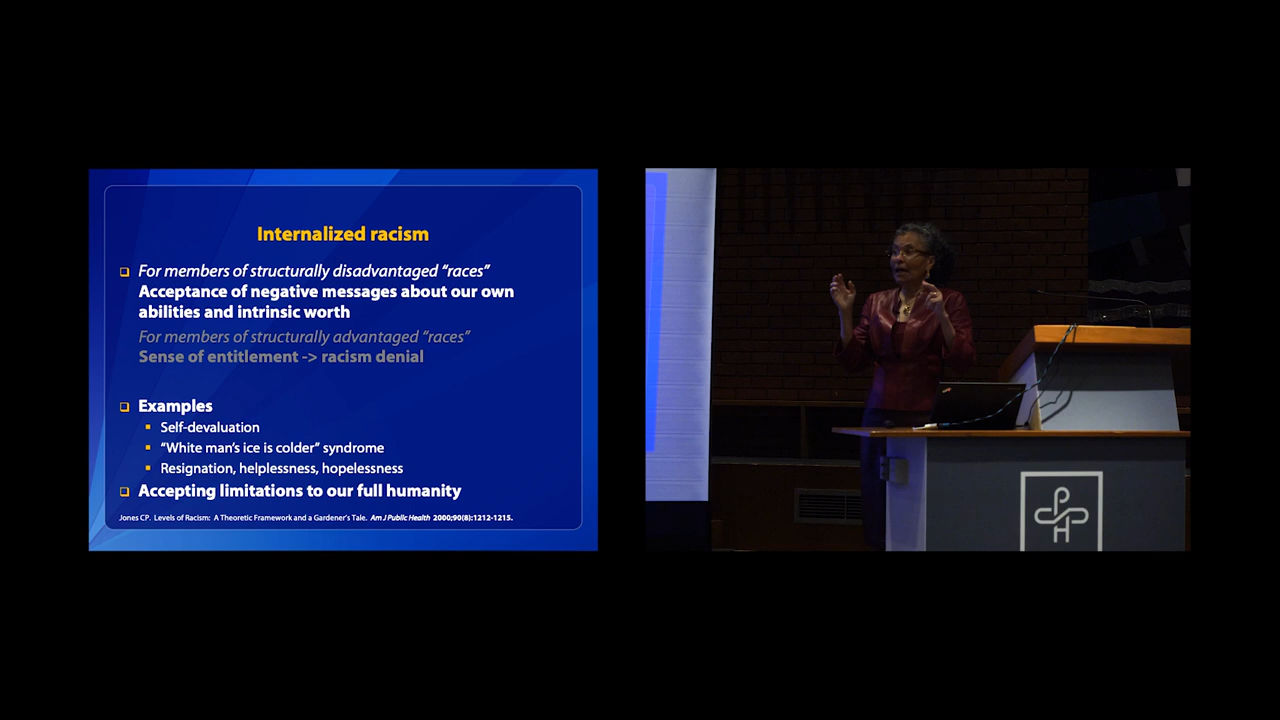 Internalized racism
❑ For members of structurally disadvantaged “races”
Acceptance of negative messages about our own
abilities and intrinsic worth
For members of structurally advantaged “races”
Sense of entitlement -> racism denial
❑ Examples
▪ Self-devaluation
▪ “White man’s ice is colder” syndrome
▪ Resignation, helplessness, hopelessness
❑ Accepting limitations to our full humanity
Jones CP. Levels of Racism: A Theoretic Framework and a Gardener’s Tale. Am J Public Health 2000;90(8):1212-1215.
P
H